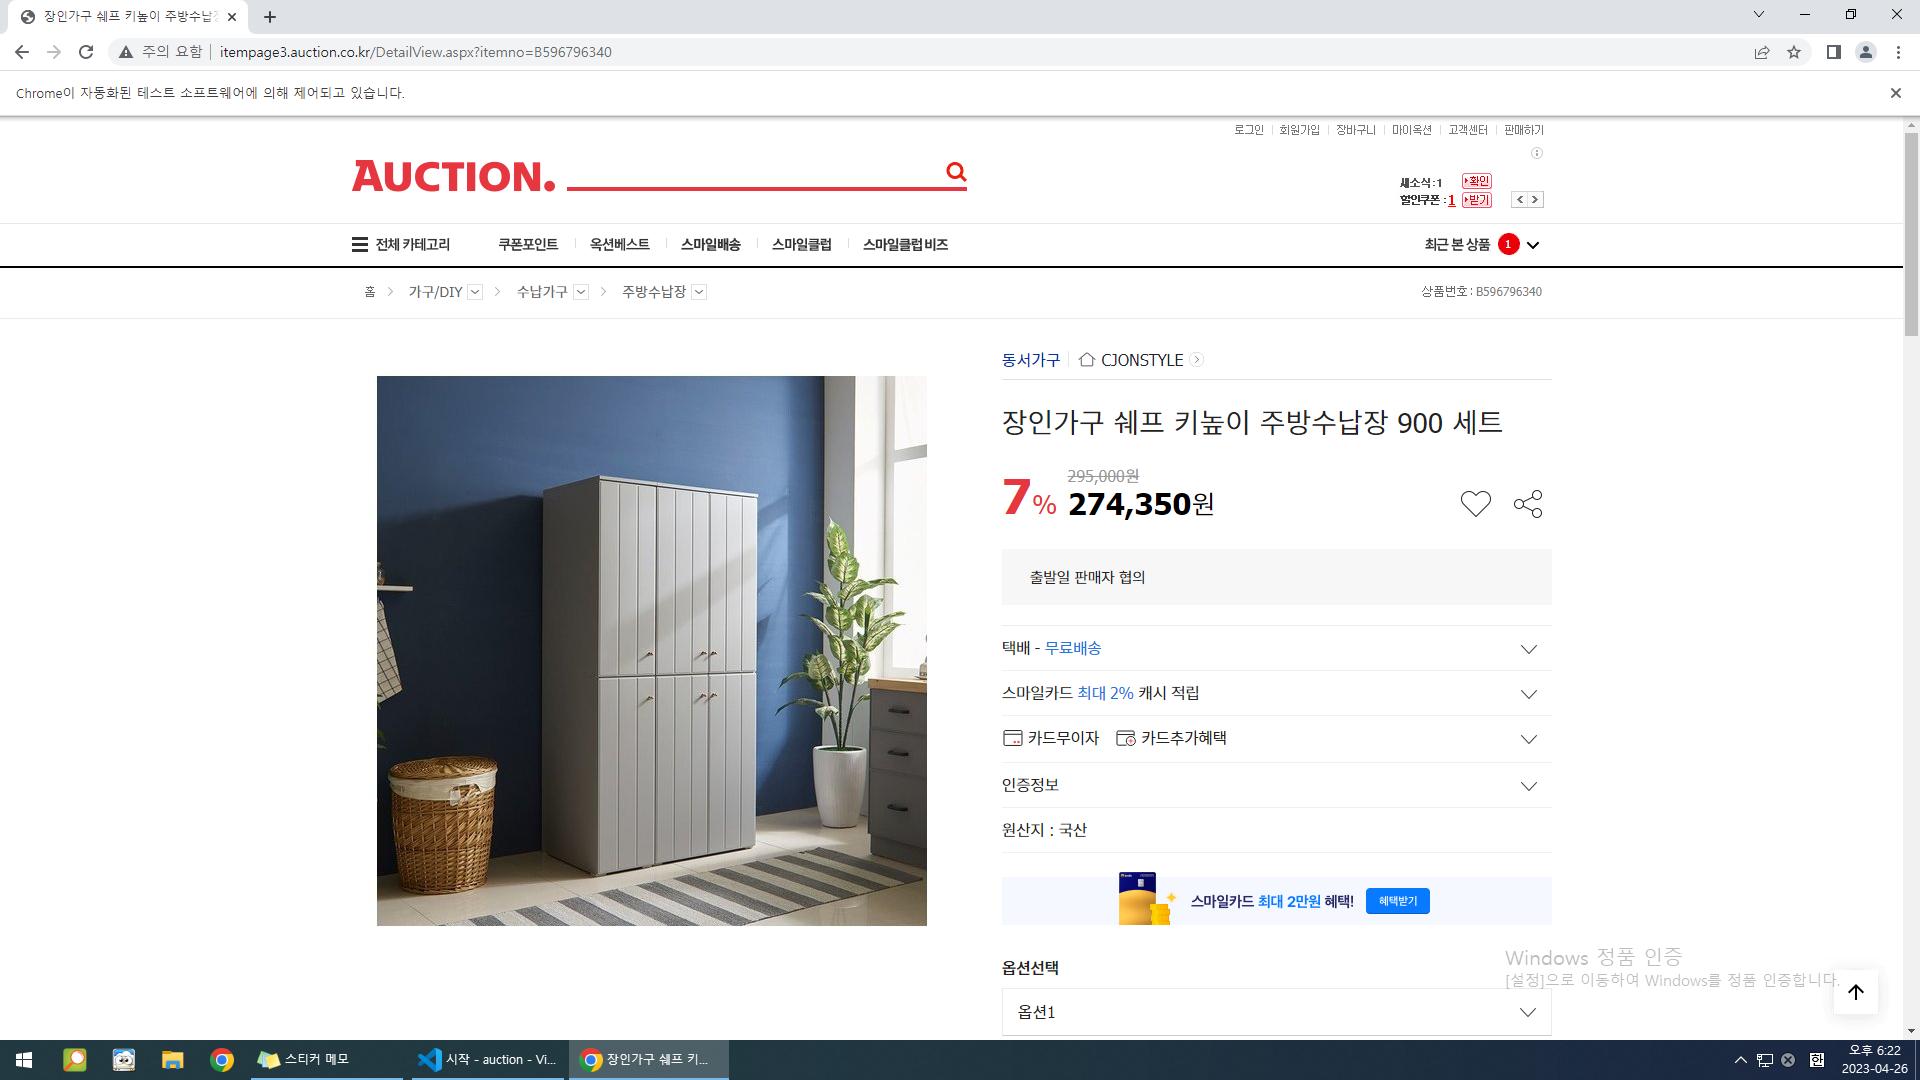 장인가구 쉐프 키높이 주방수납장
주의 요함
itempage3.auction.co.kr/DetailView.aspx?itemno=B596796340
Chrome이 자동화된 테스트 소프트웨어에 의해 제어되고 있습니다.
로그인 회원가입 장바구니 마이옥션 고객센터 판매하기
AUCTION.
새소식 : 1 확인
할인쿠폰 : 1 받기
전체 카테고리 쿠폰포인트 옥션베스트 스마일배송 스마일클럽 스마일클럽 비즈 최근 본 상품 1
홈 가구/DIY 수납가구 주방수납장 상품번호 : B596796340
동서가구 CJONSTYLE
장인가구 쉐프 키높이 주방수납장 900 세트
295,000원
7% 274,350원
출발일 판매자 협의
택배 - 무료배송
스마일카드 최대 2% 캐시 적립
카드무이자 카드추가혜택
인증정보
원산지 : 국산
스마일카드 최대 2만원 혜택! 혜택받기
옵션선택
옵션1
Windows 정품 인증
[설정]으로 이동하여 Windows를 정품 인증합니다.
스티커 메모 시작 - auction - Vi... 장인가구 쉐프 키... 한 오후 6:22
2023-04-26